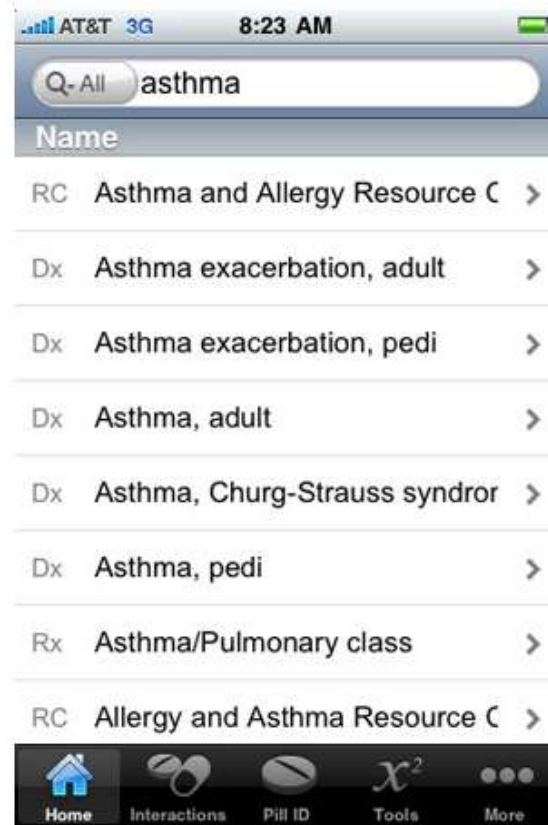 AT&T 3G 8:23 AM
All asthma
Name
RC Asthma and Allergy Resource C
Dx Asthma exacerbation, adult
Dx Asthma exacerbation, pedi
Dx Asthma, adult
Dx Asthma, Churg-Strauss syndror
Dx Asthma, pedi
Rx Asthma/Pulmonary class
RC Allergy and Asthma Resource C
x²
Home Interactions Pill ID Tools More